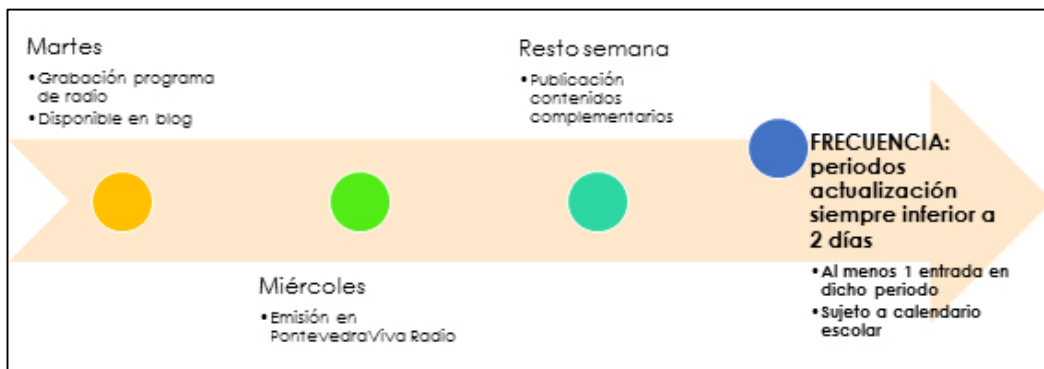 Martes
•Grabación programa
de radio
•Disponible en blog
Miércoles
•Emisión en
PontevedraViva Radio
Resto semana
•Publicación
contenidos
complementarios
FRECUENCIA:
periodos
actualización
siempre inferior a
2 días
•Al menos 1 entrada en
dicho periodo
•Sujeto a calendario
escolar